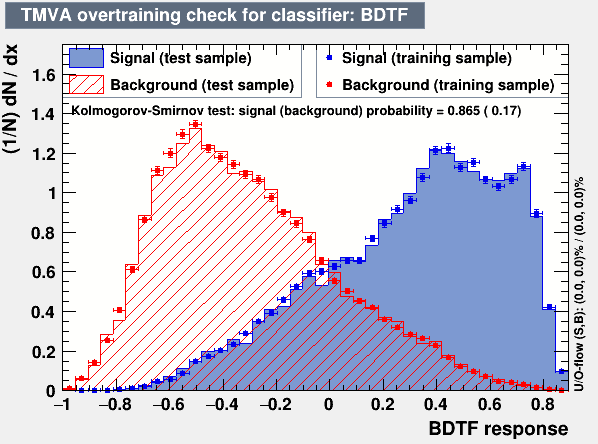 TMVA overtraining check for classifier: BDTF
(1/N) dN / dx
Signal (test sample)
Background (test sample)
Signal (training sample)
Background (training sample)
Kolmogorov-Smirnov test: signal (background) probability = 0.865 ( 0.17)
1.6
1.4
1.2
1
0.8
0.6
0.4
0.2
0
−1 −0.8 −0.6 −0.4 −0.2 0 0.2 0.4 0.6 0.8
BDTF response
U/O-flow (S,B): (0.0, 0.0)% / (0.0, 0.0)%